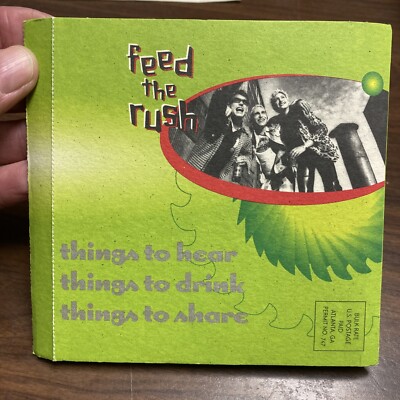 feed
the
rush
things to hear
things to drink
things to share
BULK RATE
U.S. POSTAGE
PAID
ATLANTA, GA
PERMIT NO. 747